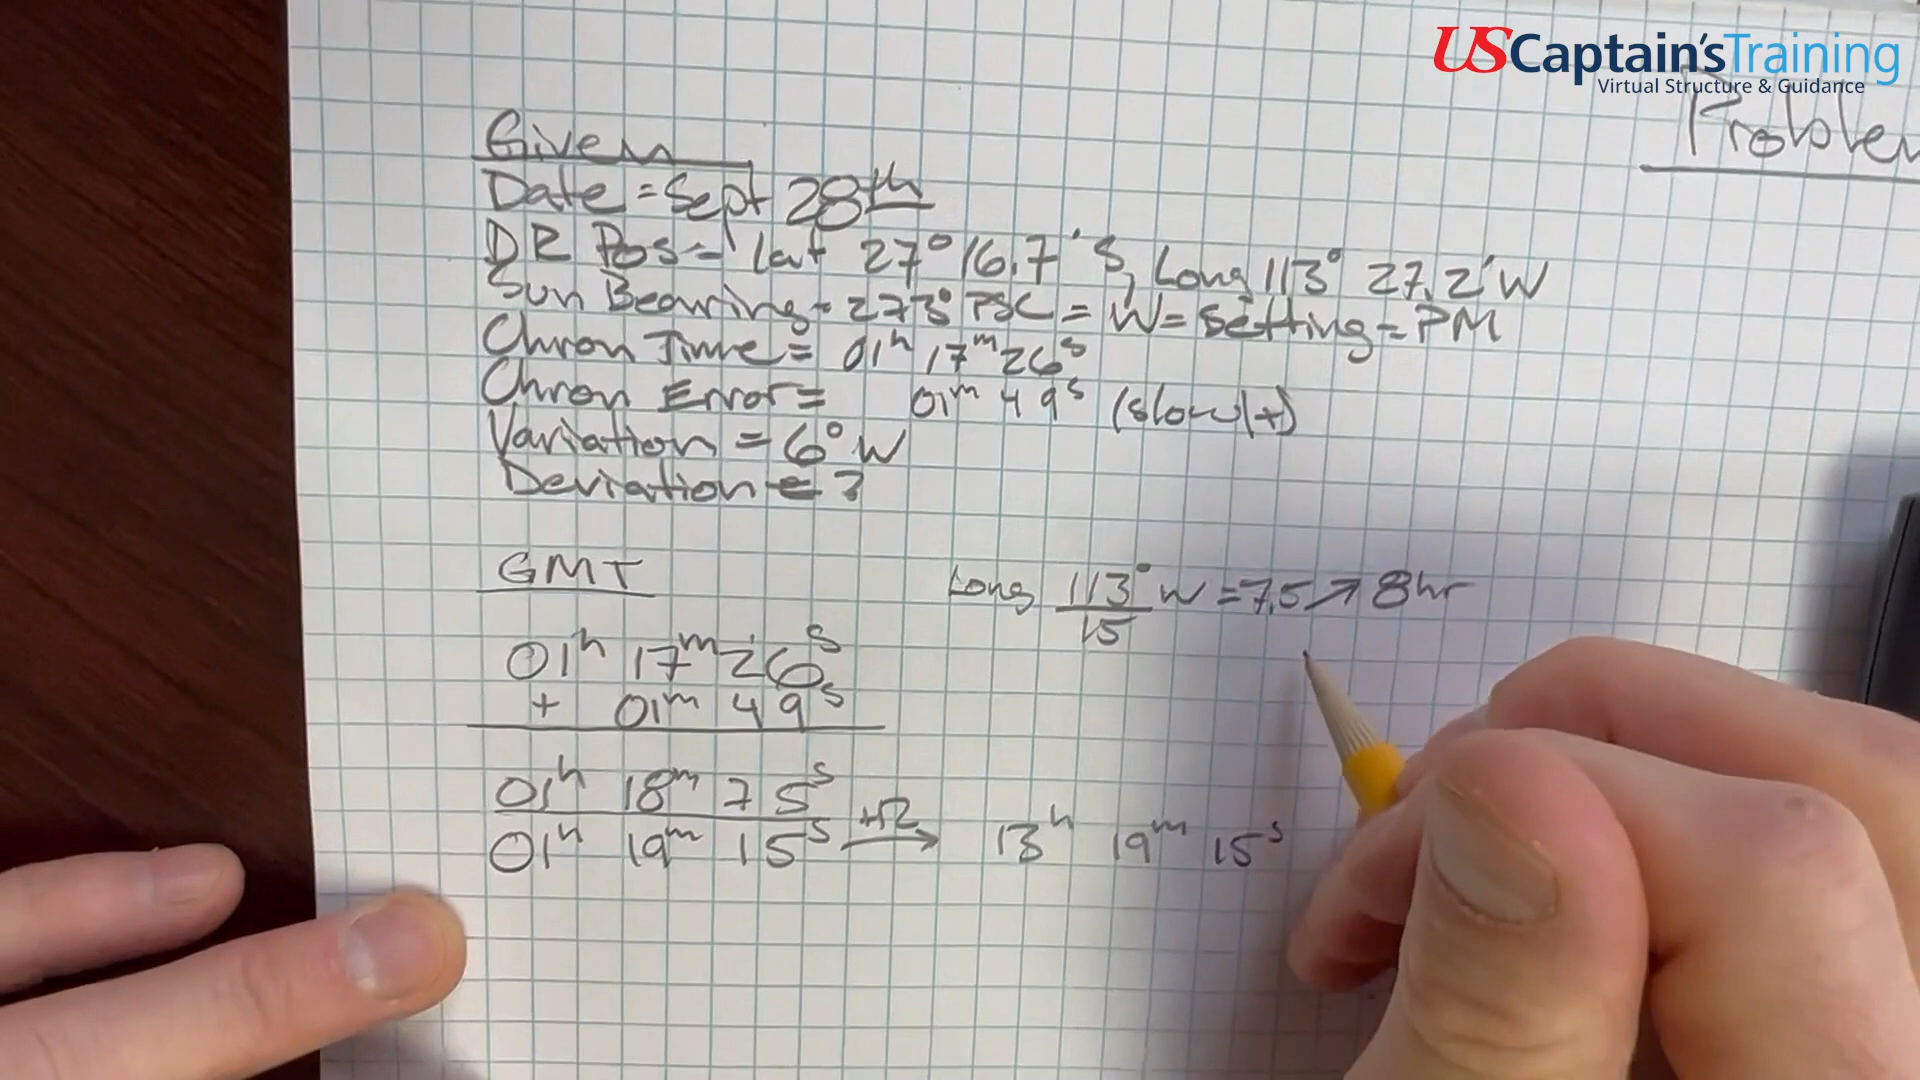 USCaptain'sTraining
Virtual Structure & Guidance
Problem
Given
Date = Sept 28th
DR Pos = Lat 27° 16.7' S, Long 113° 27.2' W
Sun Bearing = 273° PSC = W = Setting = PM
Chron Time = 01h 17m 26s
Chron Error = 01m 49s (slow/+)
Variation = 6° W
Deviation = ?
GMT
Long 113° W = 7.5 ↗ 8hr
15
01h 17m 26s
+ 01m 49s
01h 18m 75s
01h 19m 15s +12 → 13h 19m 15s